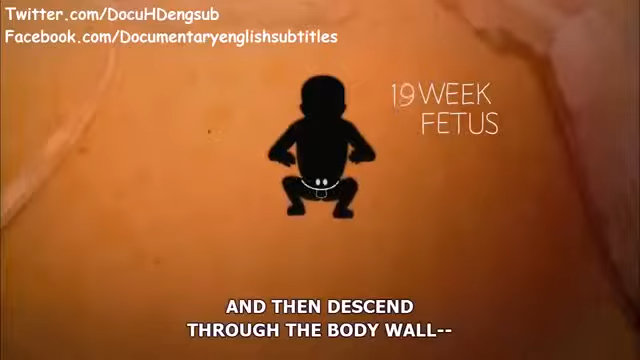 Twitter.com/DocuHDengsub
Facebook.com/Documentaryenglishsubtitles
19 WEEK
FETUS
AND THEN DESCEND
THROUGH THE BODY WALL--